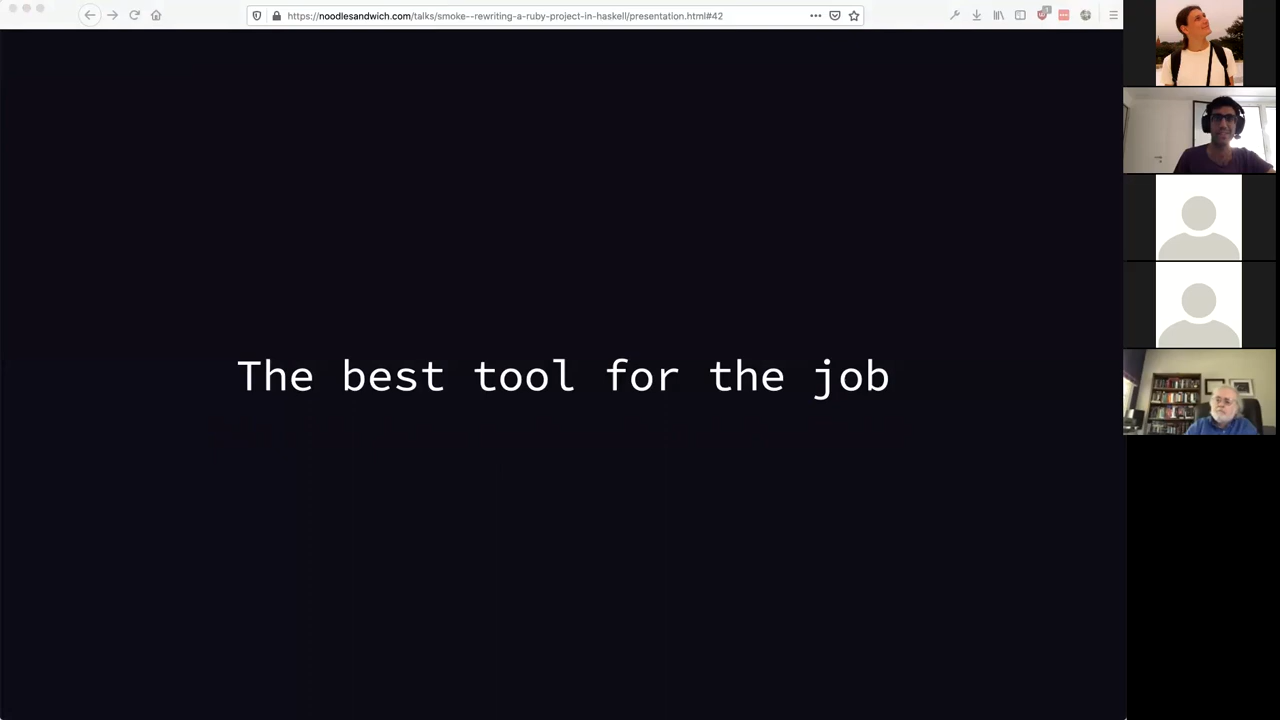 https://noodlesandwich.com/talks/smoke--rewriting-a-ruby-project-in-haskell/presentation.html#42
The best tool for the job